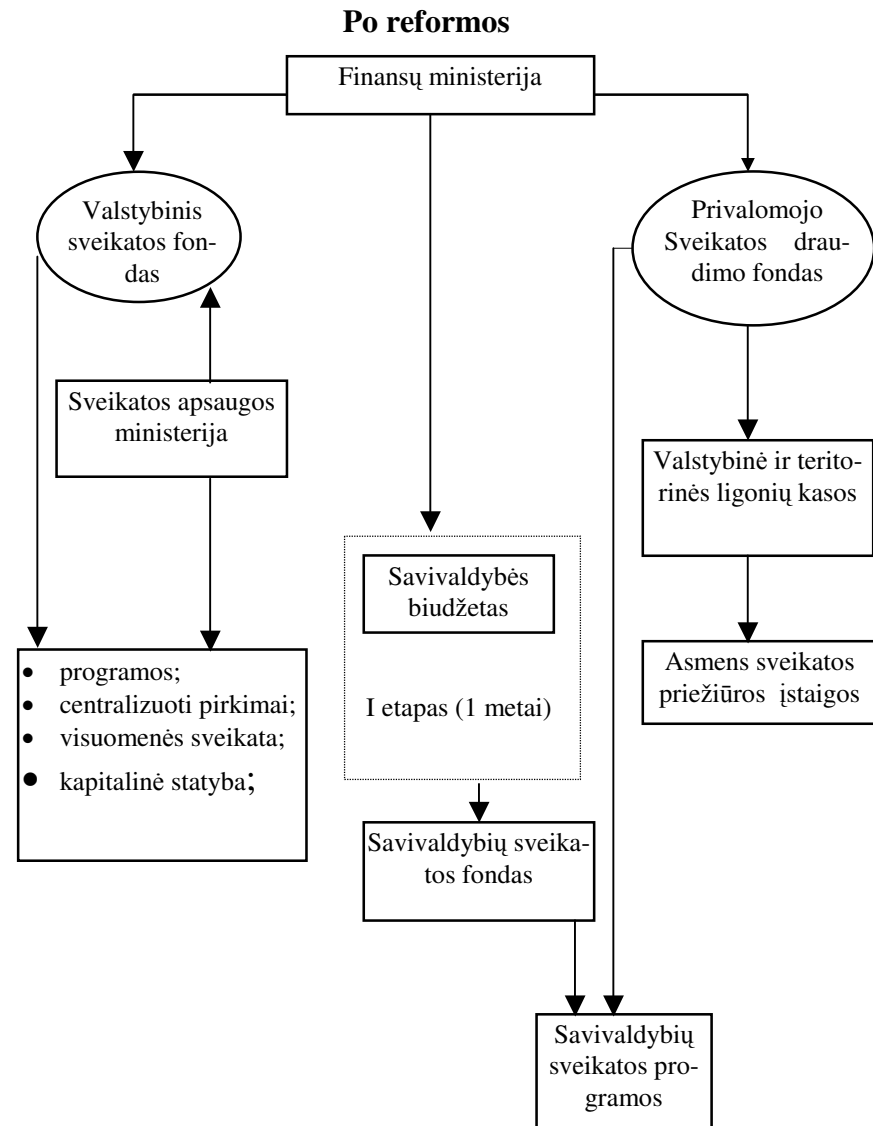 Po reformos
Finansų ministerija
Valstybinis
sveikatos fon-
das
Privalomojo
Sveikatos drau-
dimo fondas
Sveikatos apsaugos
ministerija
Valstybinė ir terito-
rinės ligonių kasos
Savivaldybės
biudžetas
I etapas (1 metai)
Asmens sveikatos
priežiūros įstaigos
• programos;
• centralizuoti pirkimai;
• visuomenės sveikata;
• kapitalinė statyba;
Savivaldybių sveika-
tos fondas
Savivaldybių
sveikatos pro-
gramos